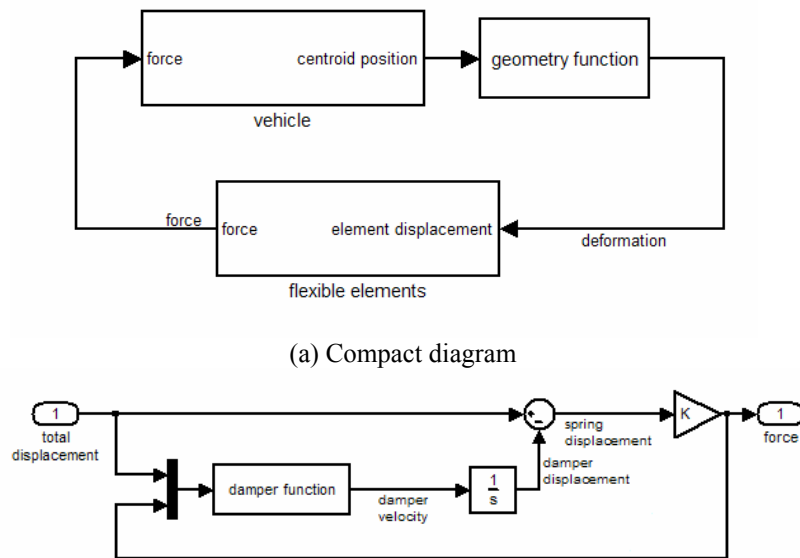 force
centroid position
geometry function
vehicle
force
force
element displacement
deformation
flexible elements
(a) Compact diagram
1
total
displacement
damper function
damper
velocity
1
s
+
-
spring
displacement
damper
displacement
K
1
force